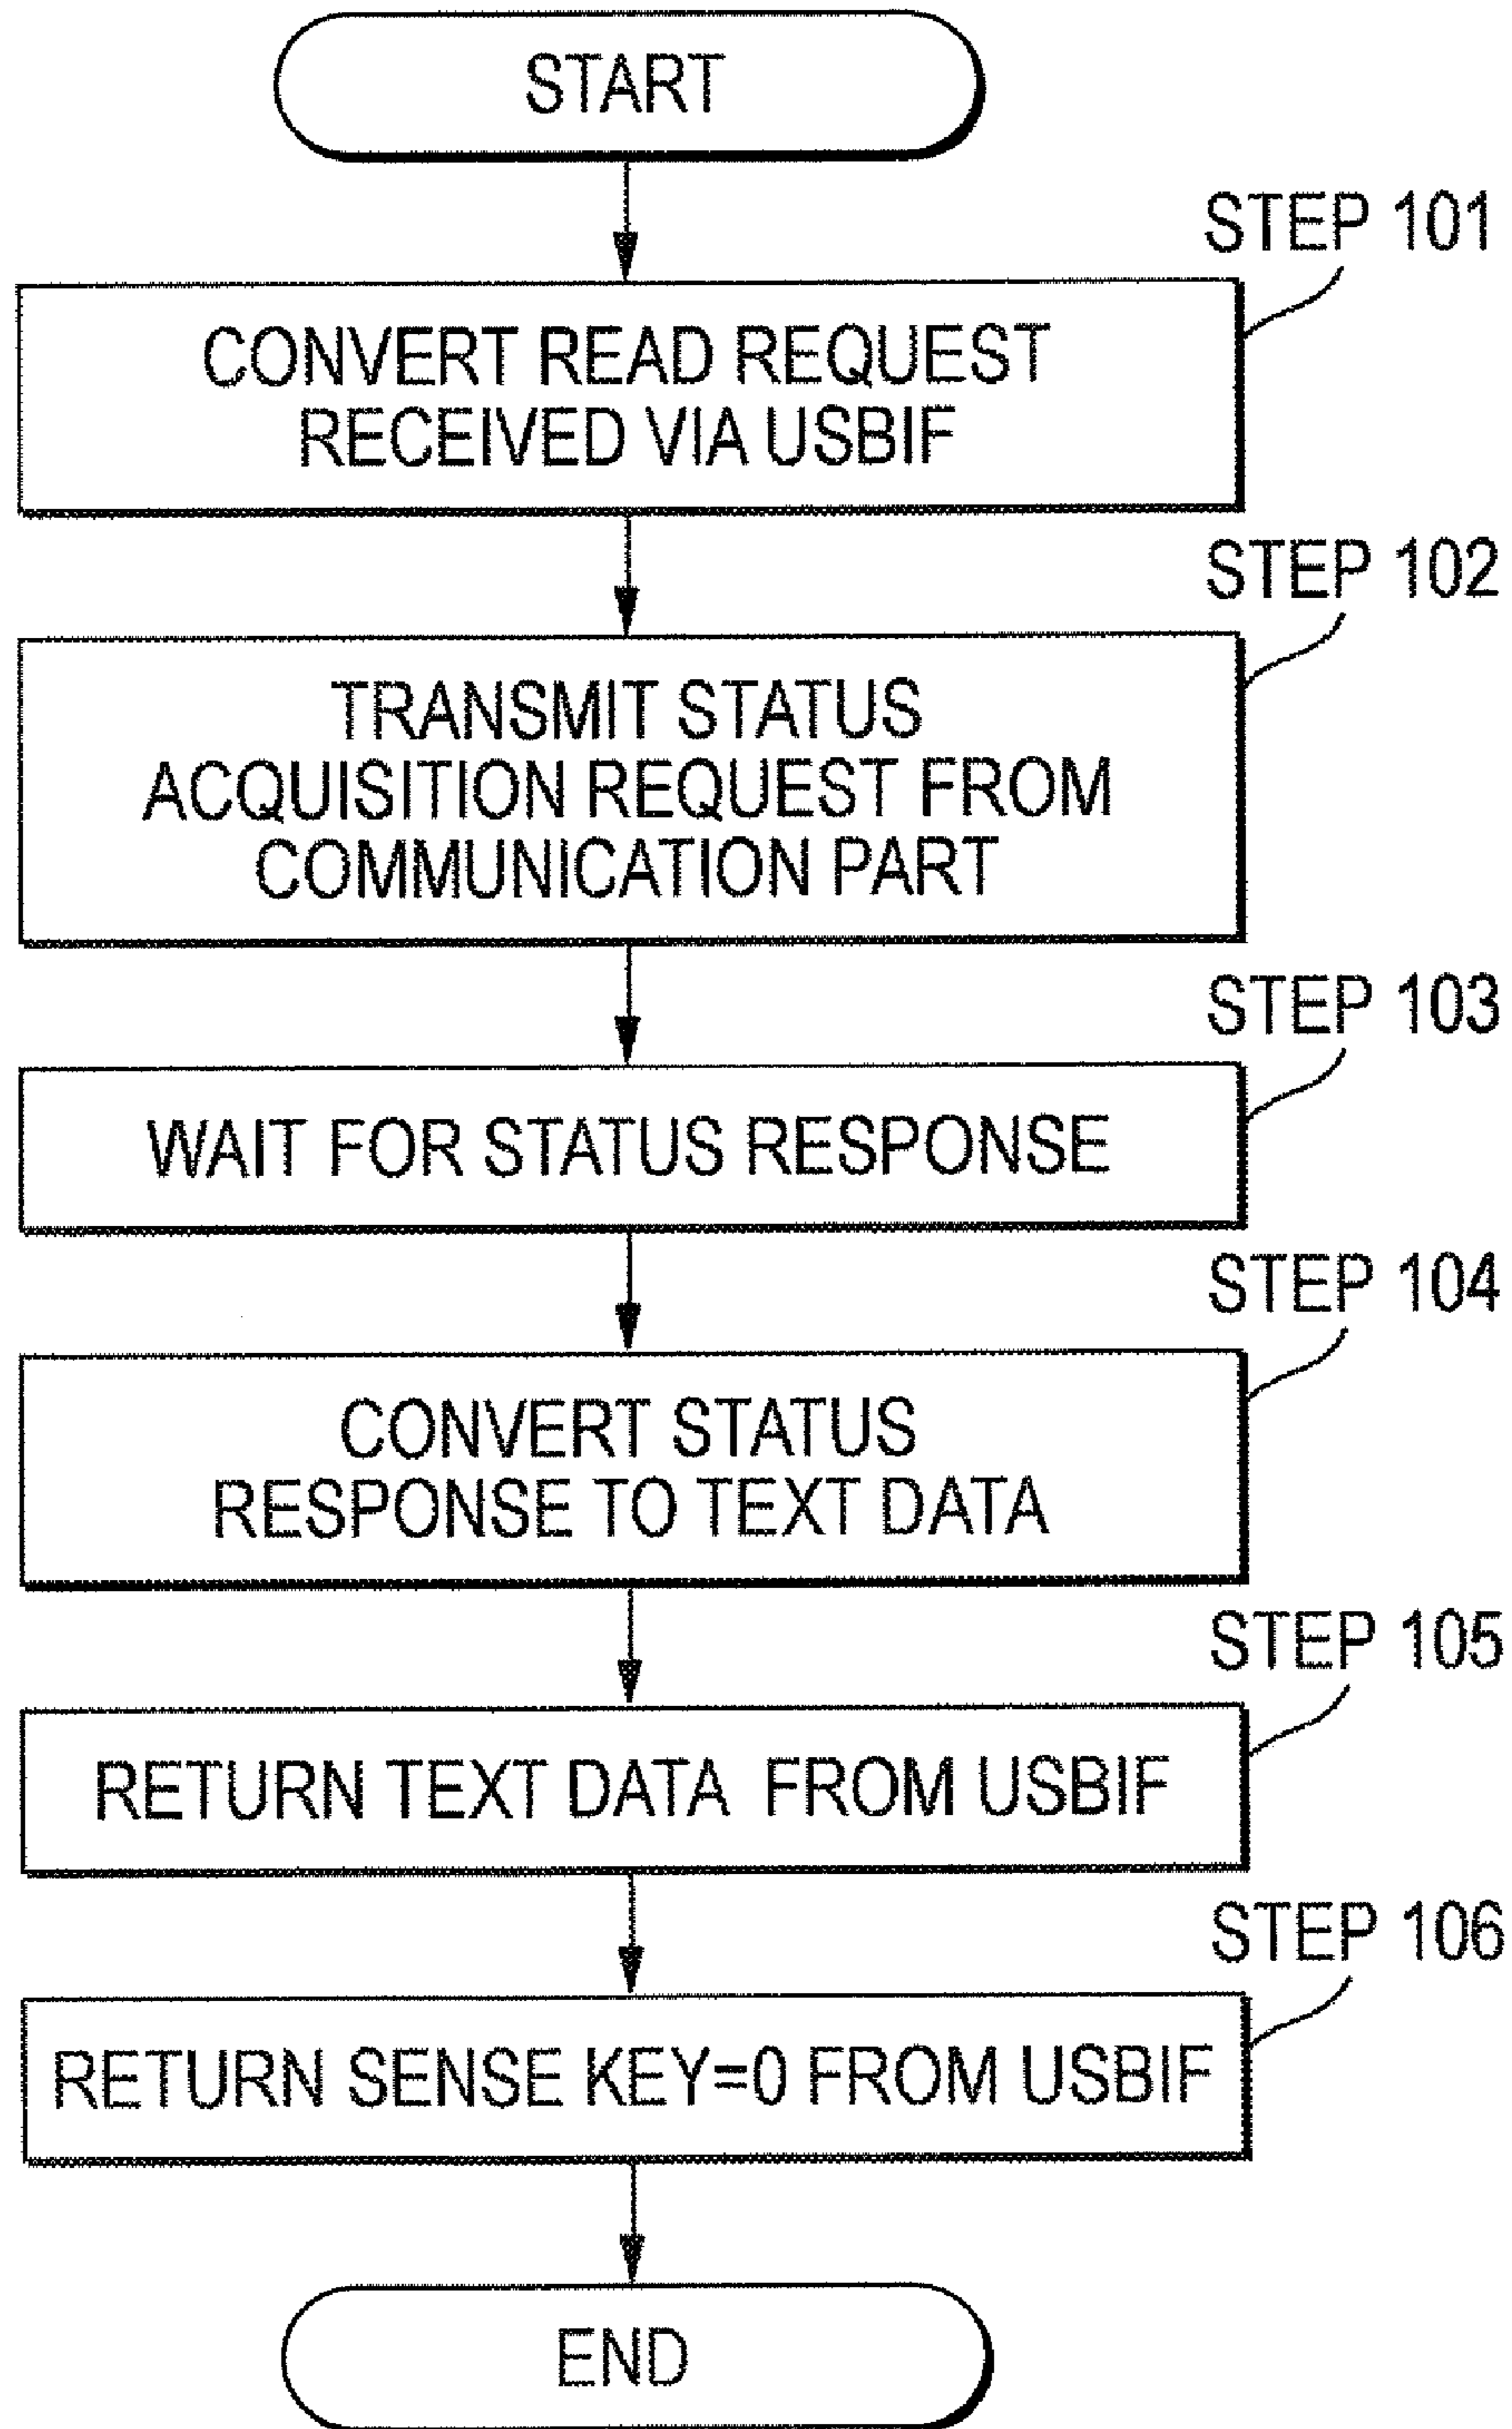 START
STEP 101
CONVERT READ REQUEST
RECEIVED VIA USBIF
STEP 102
TRANSMIT STATUS
ACQUISITION REQUEST FROM
COMMUNICATION PART
STEP 103
WAIT FOR STATUS RESPONSE
STEP 104
CONVERT STATUS
RESPONSE TO TEXT DATA
STEP 105
RETURN TEXT DATA FROM USBIF
STEP 106
RETURN SENSE KEY=0 FROM USBIF
END